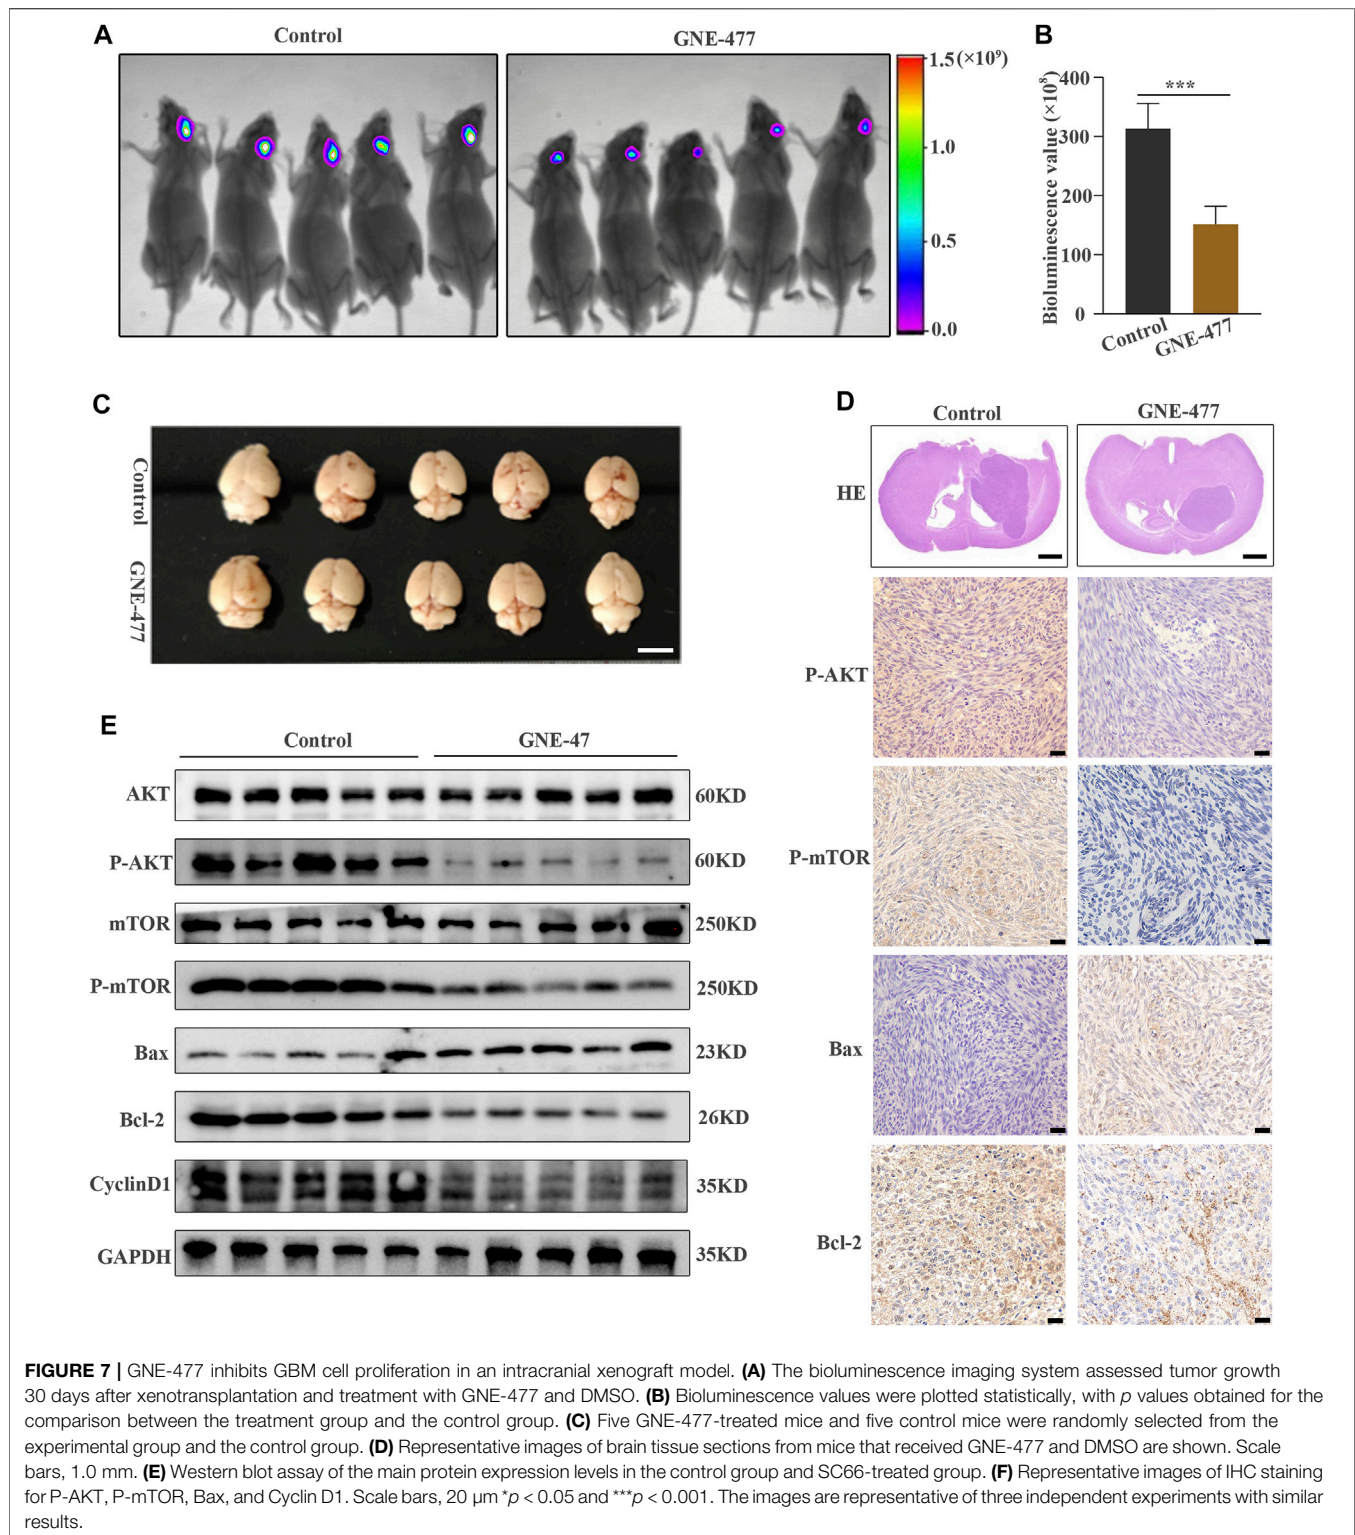 A
Control
GNE-477
1.5 (×10⁹)
1.0
0.5
0.0
B
Bioluminescence value (×10⁸)
400
300
200
100
0
***
Control
GNE-477
C
Control
GNE-477
D
Control
GNE-477
HE
P-AKT
P-mTOR
Bax
Bcl-2
E
Control
GNE-47
AKT
60KD
P-AKT
60KD
mTOR
250KD
P-mTOR
250KD
Bax
23KD
Bcl-2
26KD
CyclinD1
35KD
GAPDH
35KD
FIGURE 7 | GNE-477 inhibits GBM cell proliferation in an intracranial xenograft model. (A) The bioluminescence imaging system assessed tumor growth
30 days after xenotransplantation and treatment with GNE-477 and DMSO. (B) Bioluminescence values were plotted statistically, with p values obtained for the
comparison between the treatment group and the control group. (C) Five GNE-477-treated mice and five control mice were randomly selected from the
experimental group and the control group. (D) Representative images of brain tissue sections from mice that received GNE-477 and DMSO are shown. Scale
bars, 1.0 mm. (E) Western blot assay of the main protein expression levels in the control group and SC66-treated group. (F) Representative images of IHC staining
for P-AKT, P-mTOR, Bax, and Cyclin D1. Scale bars, 20 µm *p < 0.05 and ***p < 0.001. The images are representative of three independent experiments with similar
results.